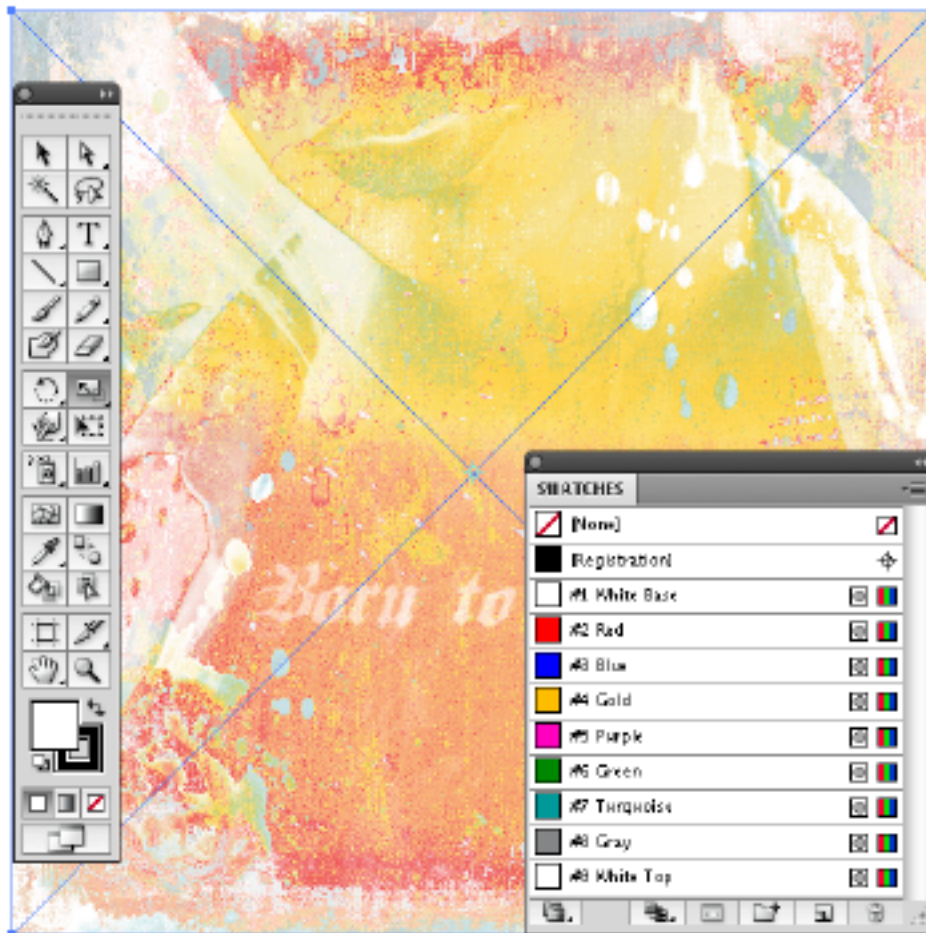 SWATCHES
[None]
[Registration]
#1 White Base
#2 Red
#3 Blue
#4 Gold
#5 Purple
#6 Green
#7 Turquoise
#8 Gray
#9 White Top
Born to